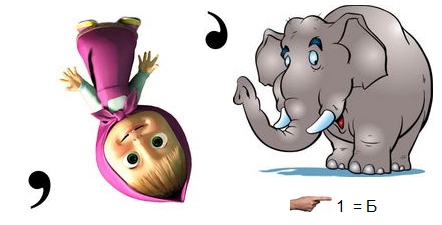 ,
,
1 = Б